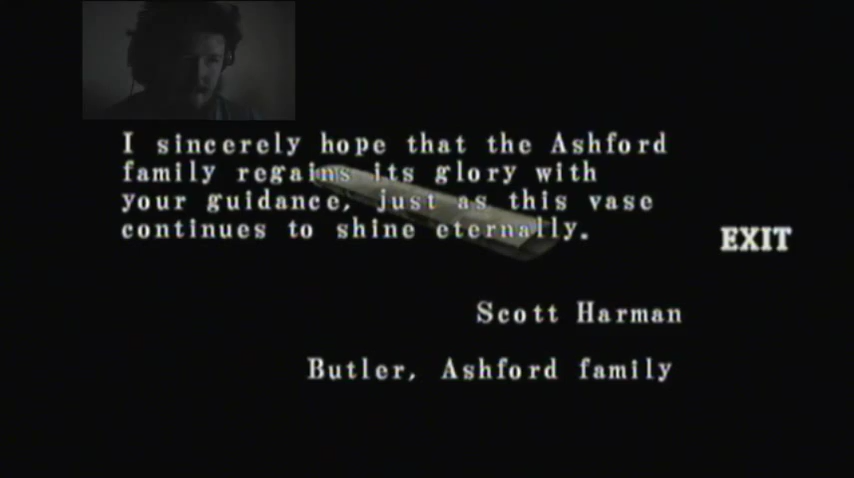 I sincerely hope that the Ashford
family regains its glory with
your guidance, just as this vase
continues to shine eternally.
EXIT
Scott Harman
Butler, Ashford family